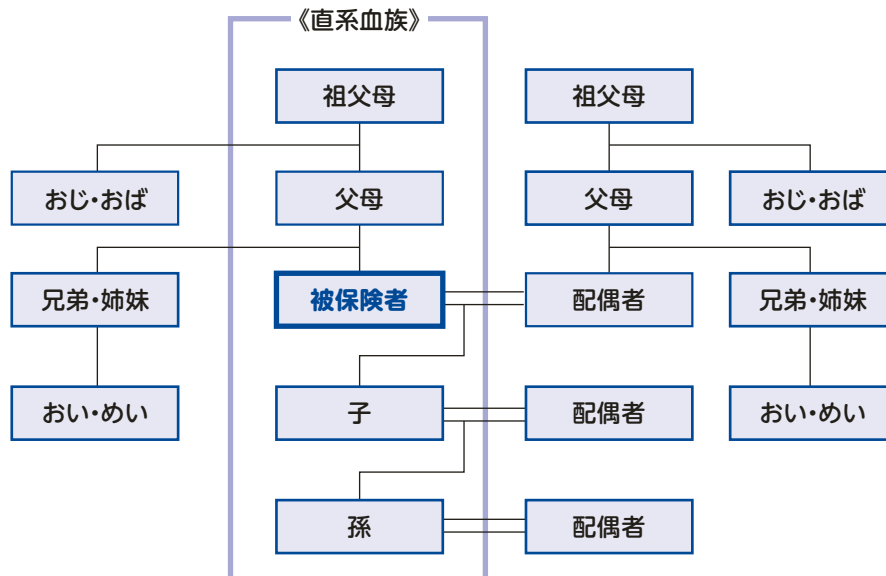 《直系血族》
祖父母
祖父母
おじ・おば
父母
父母
おじ・おば
兄弟・姉妹
被保険者
配偶者
兄弟・姉妹
おい・めい
子
配偶者
おい・めい
孫
配偶者